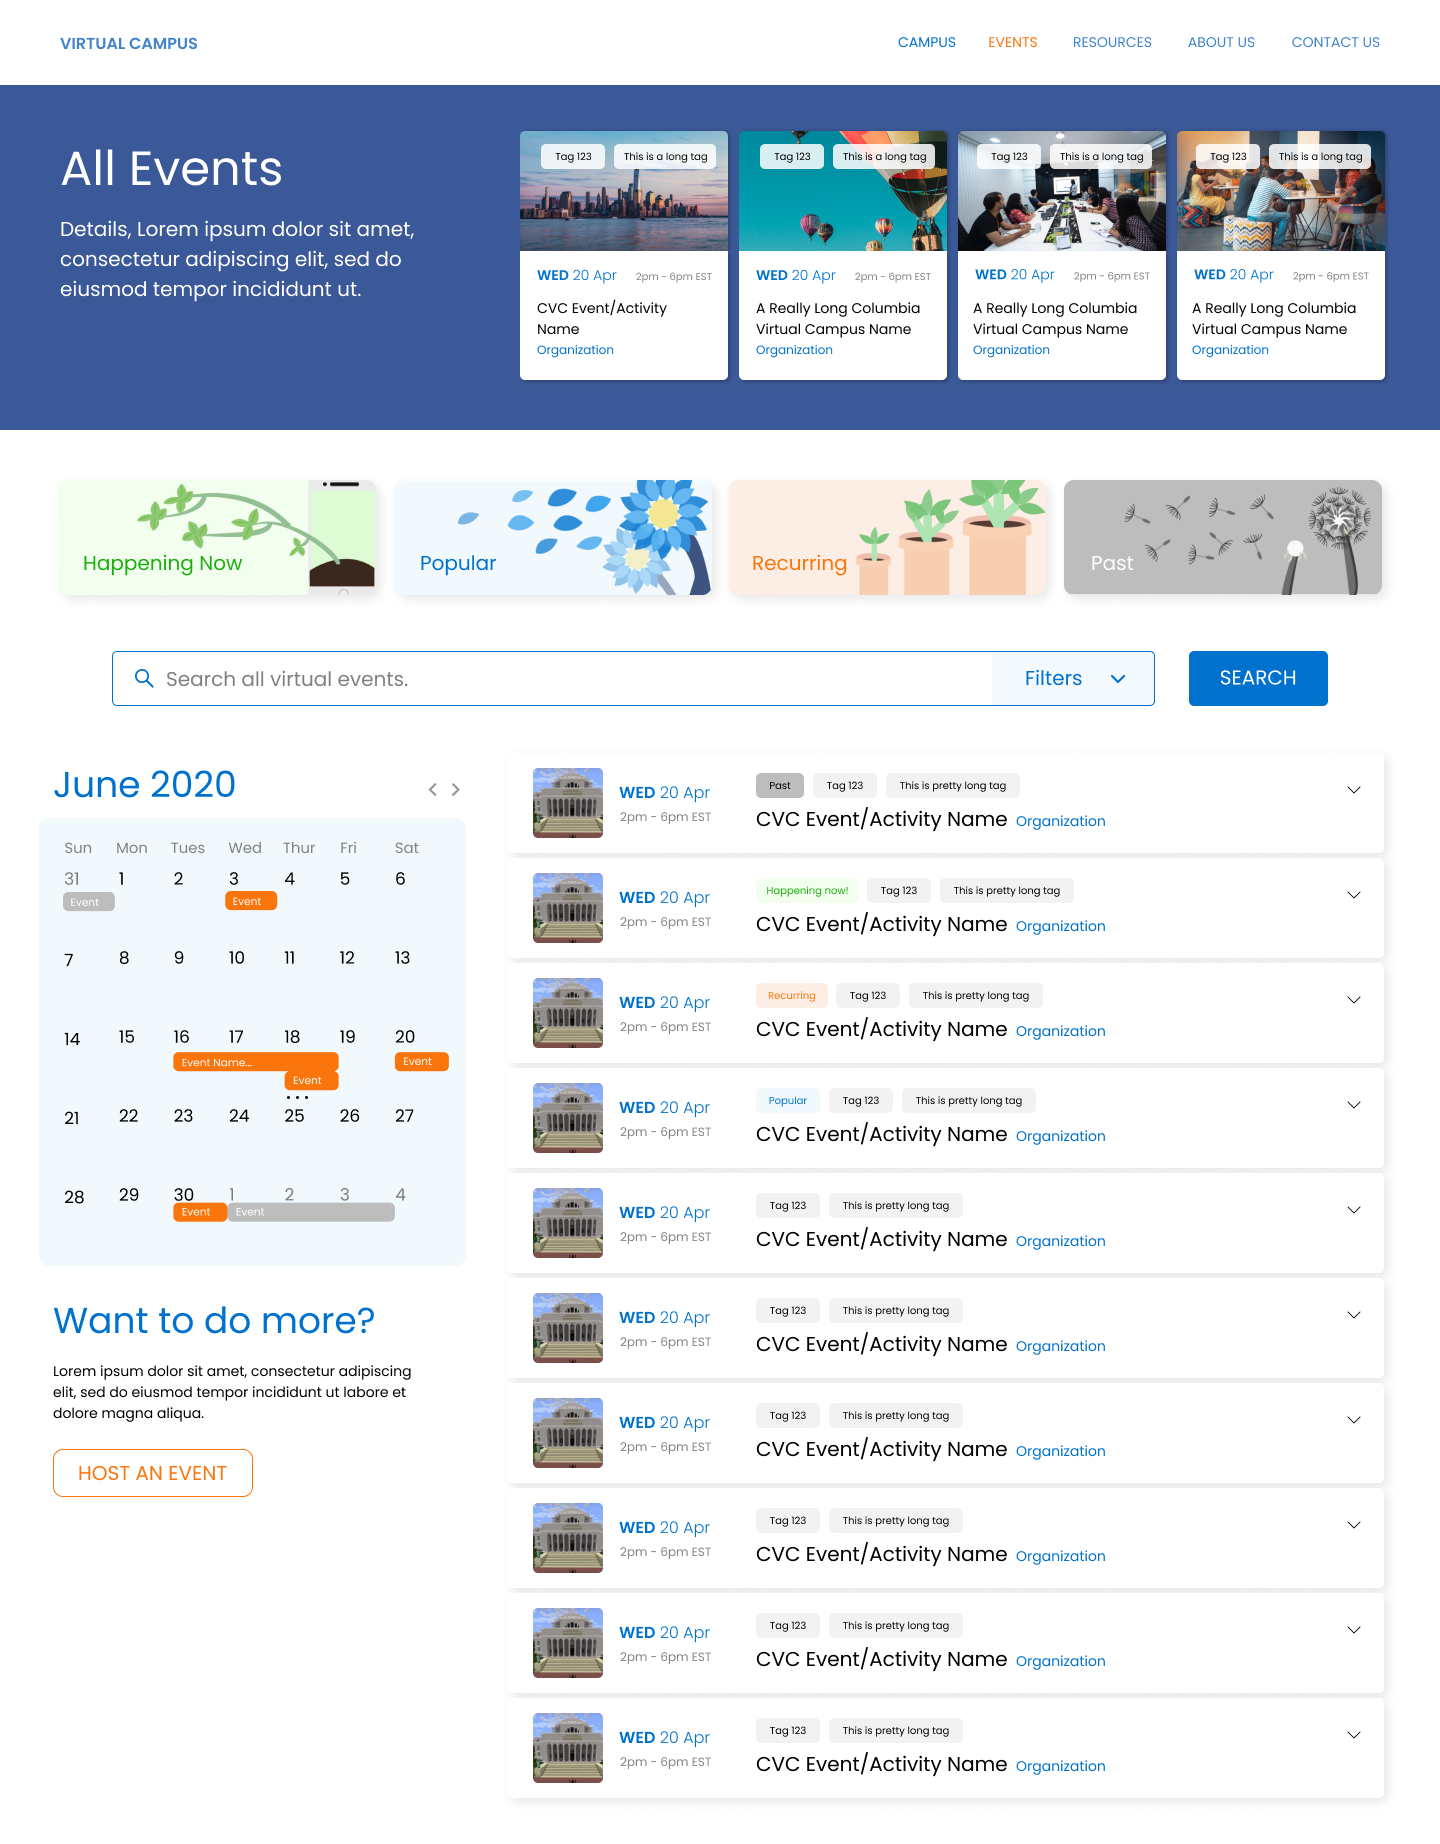 VIRTUAL CAMPUS
CAMPUS EVENTS RESOURCES ABOUT US CONTACT US
All Events
Details, Lorem ipsum dolor sit amet,
consectetur adipiscing elit, sed do
eiusmod tempor incididunt ut.
Tag 123 This is a long tag
WED 20 Apr 2pm - 6pm EST
CVC Event/Activity
Name
Organization
Tag 123 This is a long tag
WED 20 Apr 2pm - 6pm EST
A Really Long Columbia
Virtual Campus Name
Organization
Tag 123 This is a long tag
WED 20 Apr 2pm - 6pm EST
A Really Long Columbia
Virtual Campus Name
Organization
Tag 123 This is a long tag
WED 20 Apr 2pm - 6pm EST
A Really Long Columbia
Virtual Campus Name
Organization
Happening Now
Popular
Recurring
Past
Search all virtual events.
Filters
SEARCH
June 2020
Sun Mon Tues Wed Thur Fri Sat
31 1 2 3 4 5 6
Event Event
7 8 9 10 11 12 13
14 15 16 17 18 19 20
Event Name... Event
Event
...
21 22 23 24 25 26 27
28 29 30 1 2 3 4
Event Event
Want to do more?
Lorem ipsum dolor sit amet, consectetur adipiscing
elit, sed do eiusmod tempor incididunt ut labore et
dolore magna aliqua.
HOST AN EVENT
WED 20 Apr
2pm - 6pm EST
Past Tag 123 This is pretty long tag
CVC Event/Activity Name Organization
WED 20 Apr
2pm - 6pm EST
Happening now! Tag 123 This is pretty long tag
CVC Event/Activity Name Organization
WED 20 Apr
2pm - 6pm EST
Recurring Tag 123 This is pretty long tag
CVC Event/Activity Name Organization
WED 20 Apr
2pm - 6pm EST
Popular Tag 123 This is pretty long tag
CVC Event/Activity Name Organization
WED 20 Apr
2pm - 6pm EST
Tag 123 This is pretty long tag
CVC Event/Activity Name Organization
WED 20 Apr
2pm - 6pm EST
Tag 123 This is pretty long tag
CVC Event/Activity Name Organization
WED 20 Apr
2pm - 6pm EST
Tag 123 This is pretty long tag
CVC Event/Activity Name Organization
WED 20 Apr
2pm - 6pm EST
Tag 123 This is pretty long tag
CVC Event/Activity Name Organization
WED 20 Apr
2pm - 6pm EST
Tag 123 This is pretty long tag
CVC Event/Activity Name Organization
WED 20 Apr
2pm - 6pm EST
Tag 123 This is pretty long tag
CVC Event/Activity Name Organization